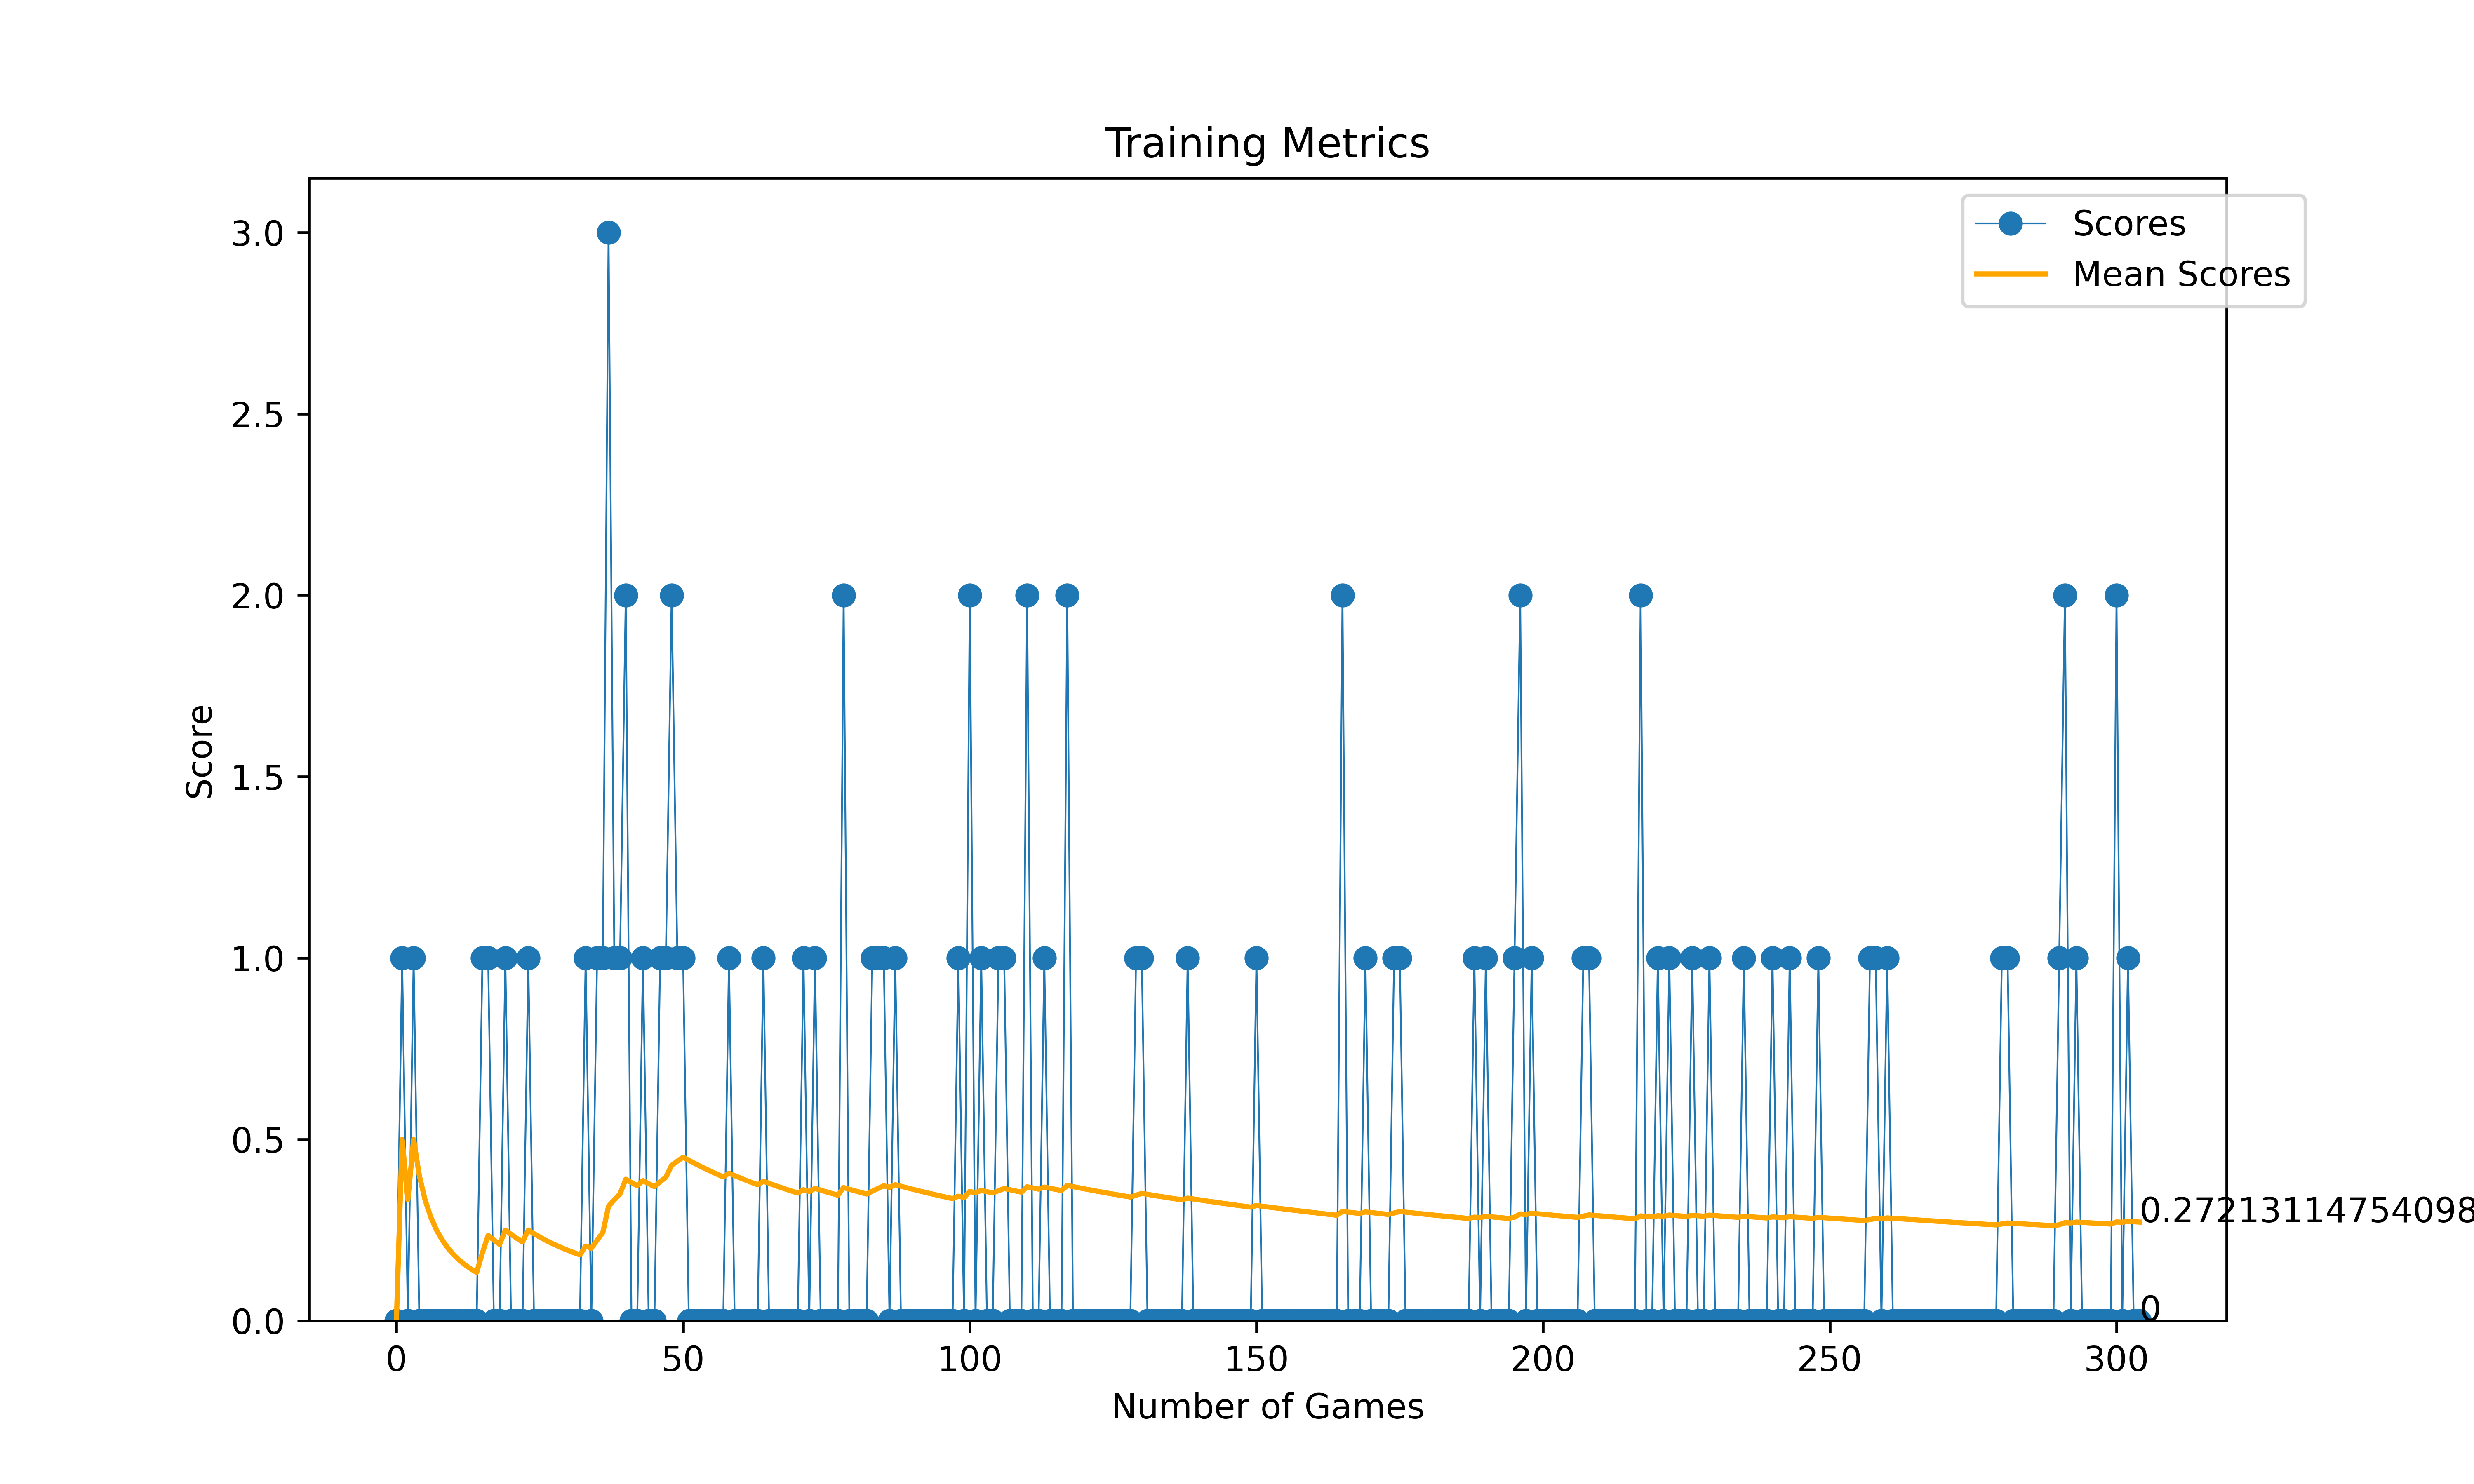 Training Metrics
Scores
Mean Scores
3.0
2.5
2.0
1.5
1.0
0.5
0.0
Score
0.27213114754098
0
0 50 100 150 200 250 300
Number of Games